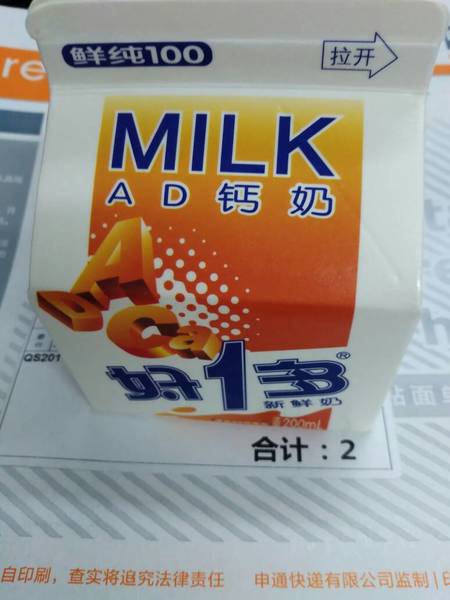 re
鲜纯100
拉开
MILK
AD钙奶
A
D
Ca
好1多®
新鲜奶
200mL
QS201
合计：2
自印刷，查实将追究法律责任 申通快递有限公司监制